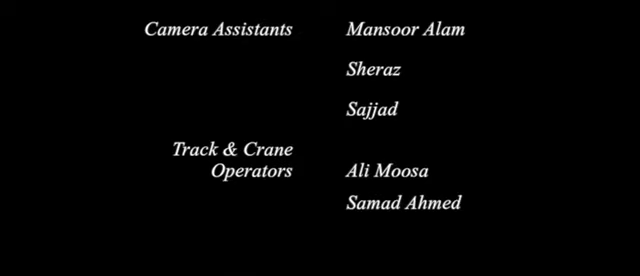 Camera Assistants Mansoor Alam
Sheraz
Sajjad
Track & Crane
Operators Ali Moosa
Samad Ahmed